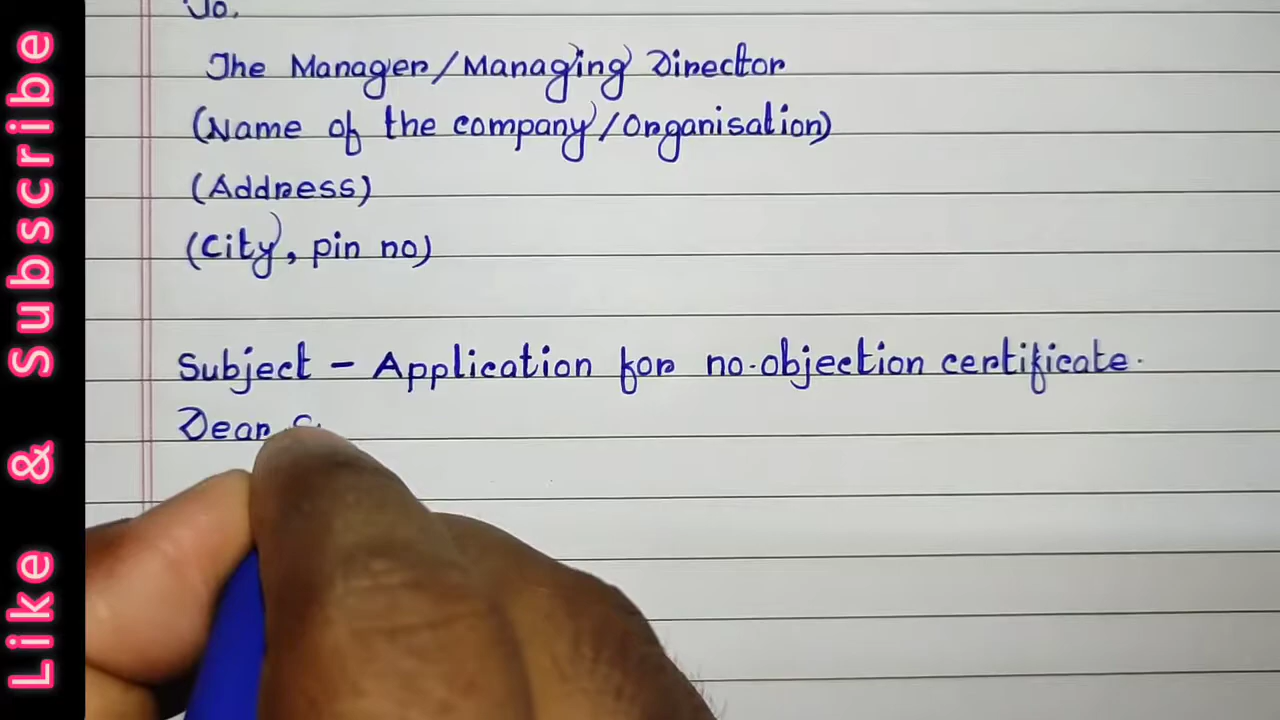 To,
The Manager/Managing Director
(Name of the company/Organisation)
(Address)
(City, pin no)
Subject - Application for no.objection certificate.
Dear
Like & Subscribe